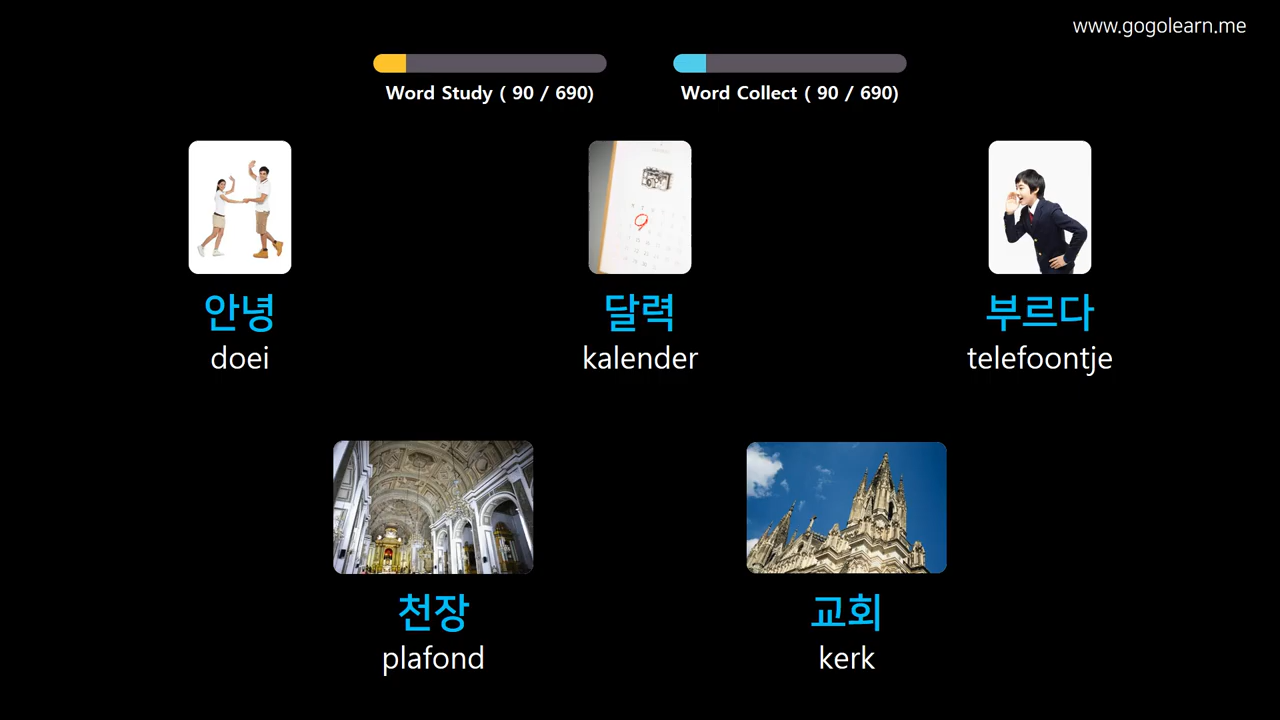 www.gogolearn.me
Word Study ( 90 / 690)
Word Collect ( 90 / 690)
안녕
doei
달력
kalender
부르다
telefoontje
천장
plafond
교회
kerk